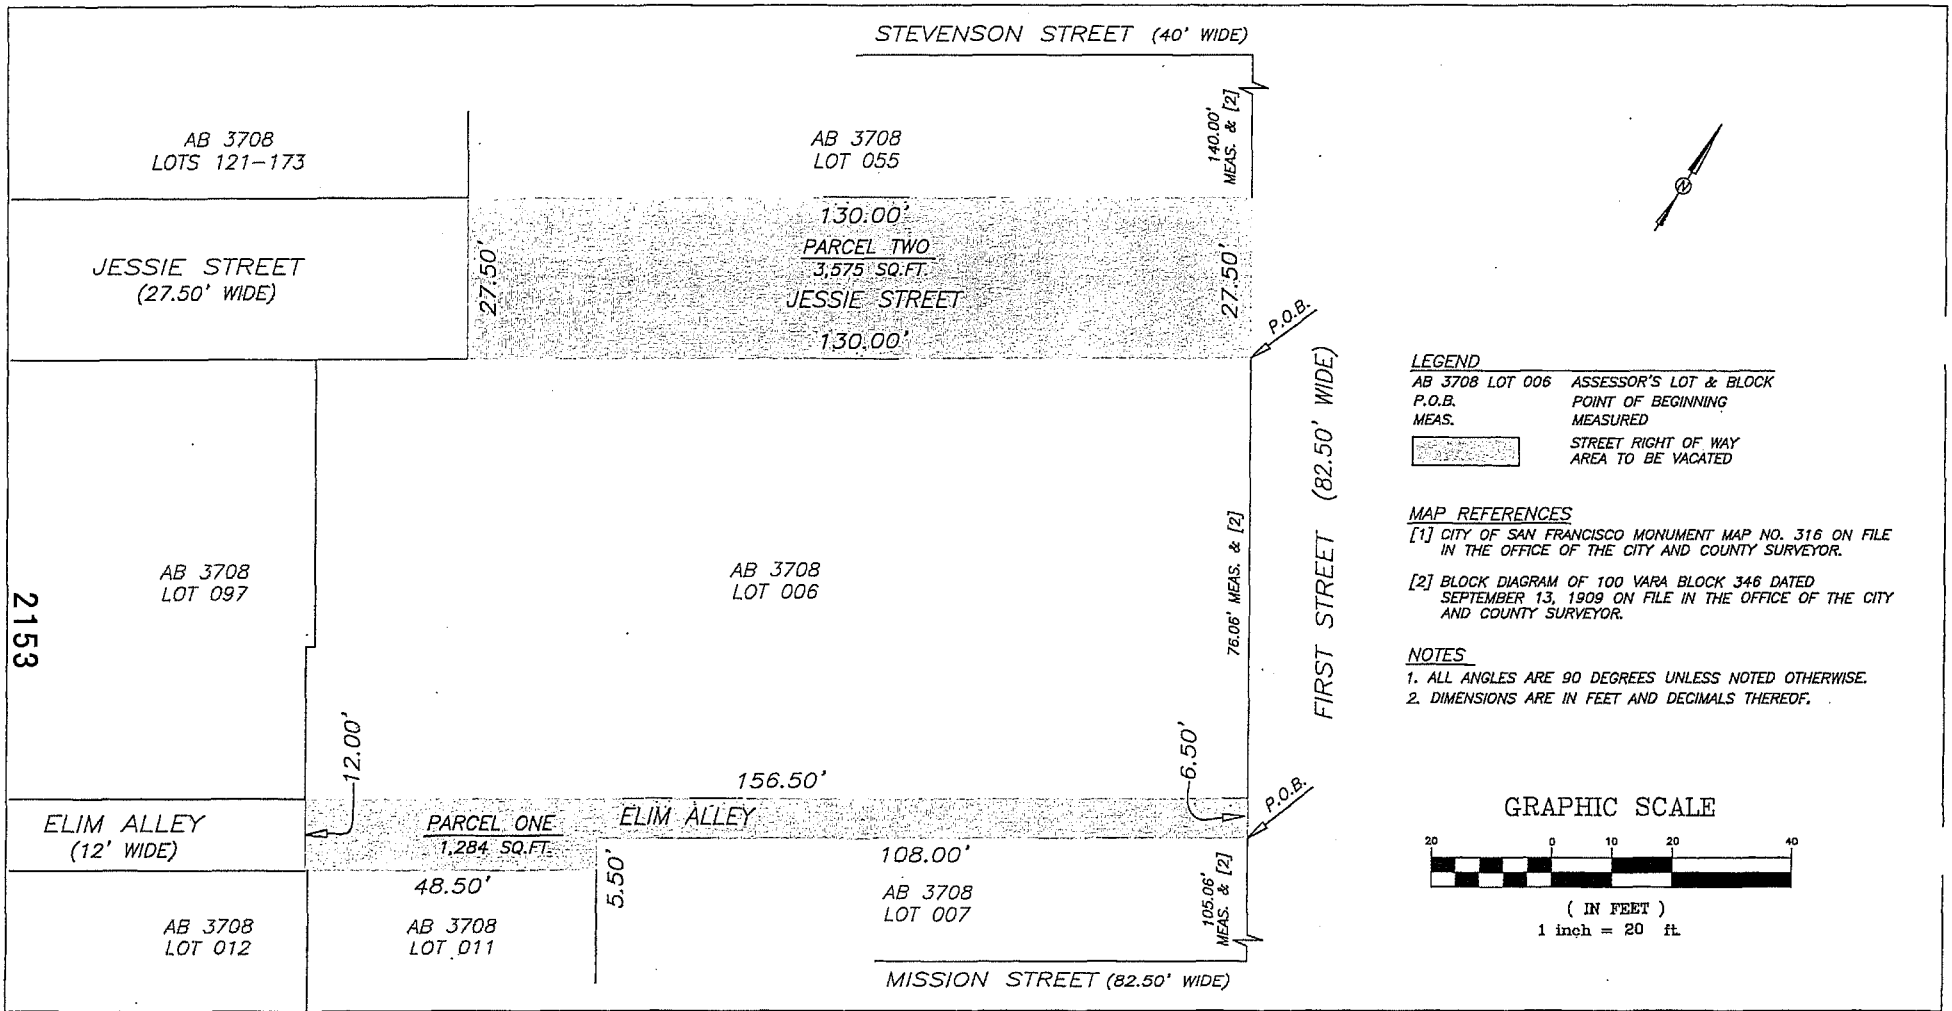 STEVENSON STREET (40' WIDE)
140.00'
MEAS. & [2]
AB 3708
LOTS 121-173
AB 3708
LOT 055
130.00'
PARCEL TWO
3,575 SQ.FT.
JESSIE STREET
130.00'
27.50'
27.50'
JESSIE STREET
(27.50' WIDE)
P.O.B.
FIRST STREET (82.50' WIDE)
76.06' MEAS. & [2]
AB 3708
LOT 097
AB 3708
LOT 006
2153
12.00'
156.50'
6.50'
P.O.B.
ELIM ALLEY
(12' WIDE)
PARCEL ONE
1,284 SQ.FT.
ELIM ALLEY
108.00'
48.50'
5.50'
105.06'
MEAS. & [2]
AB 3708
LOT 012
AB 3708
LOT 011
AB 3708
LOT 007
MISSION STREET (82.50' WIDE)
N
LEGEND
AB 3708 LOT 006 ASSESSOR'S LOT & BLOCK
P.O.B. POINT OF BEGINNING
MEAS. MEASURED
STREET RIGHT OF WAY
AREA TO BE VACATED
MAP REFERENCES
[1] CITY OF SAN FRANCISCO MONUMENT MAP NO. 316 ON FILE
IN THE OFFICE OF THE CITY AND COUNTY SURVEYOR.
[2] BLOCK DIAGRAM OF 100 VARA BLOCK 346 DATED
SEPTEMBER 13, 1909 ON FILE IN THE OFFICE OF THE CITY
AND COUNTY SURVEYOR.
NOTES
1. ALL ANGLES ARE 90 DEGREES UNLESS NOTED OTHERWISE.
2. DIMENSIONS ARE IN FEET AND DECIMALS THEREOF.
GRAPHIC SCALE
20 0 10 20 40
( IN FEET )
1 inch = 20 ft.